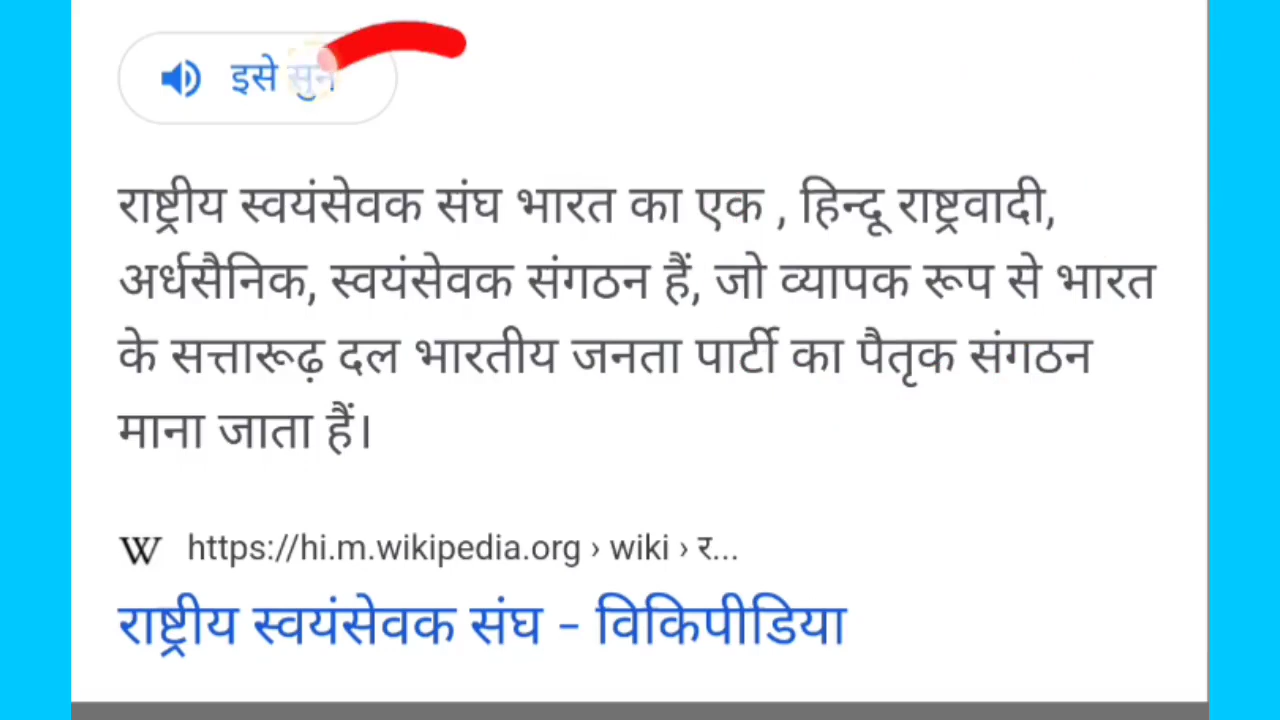 इसे सुनें
राष्ट्रीय स्वयंसेवक संघ भारत का एक , हिन्दू राष्ट्रवादी,
अर्धसैनिक, स्वयंसेवक संगठन हैं, जो व्यापक रूप से भारत
के सत्तारूढ़ दल भारतीय जनता पार्टी का पैतृक संगठन
माना जाता हैं।
W https://hi.m.wikipedia.org › wiki › र...
राष्ट्रीय स्वयंसेवक संघ - विकिपीडिया